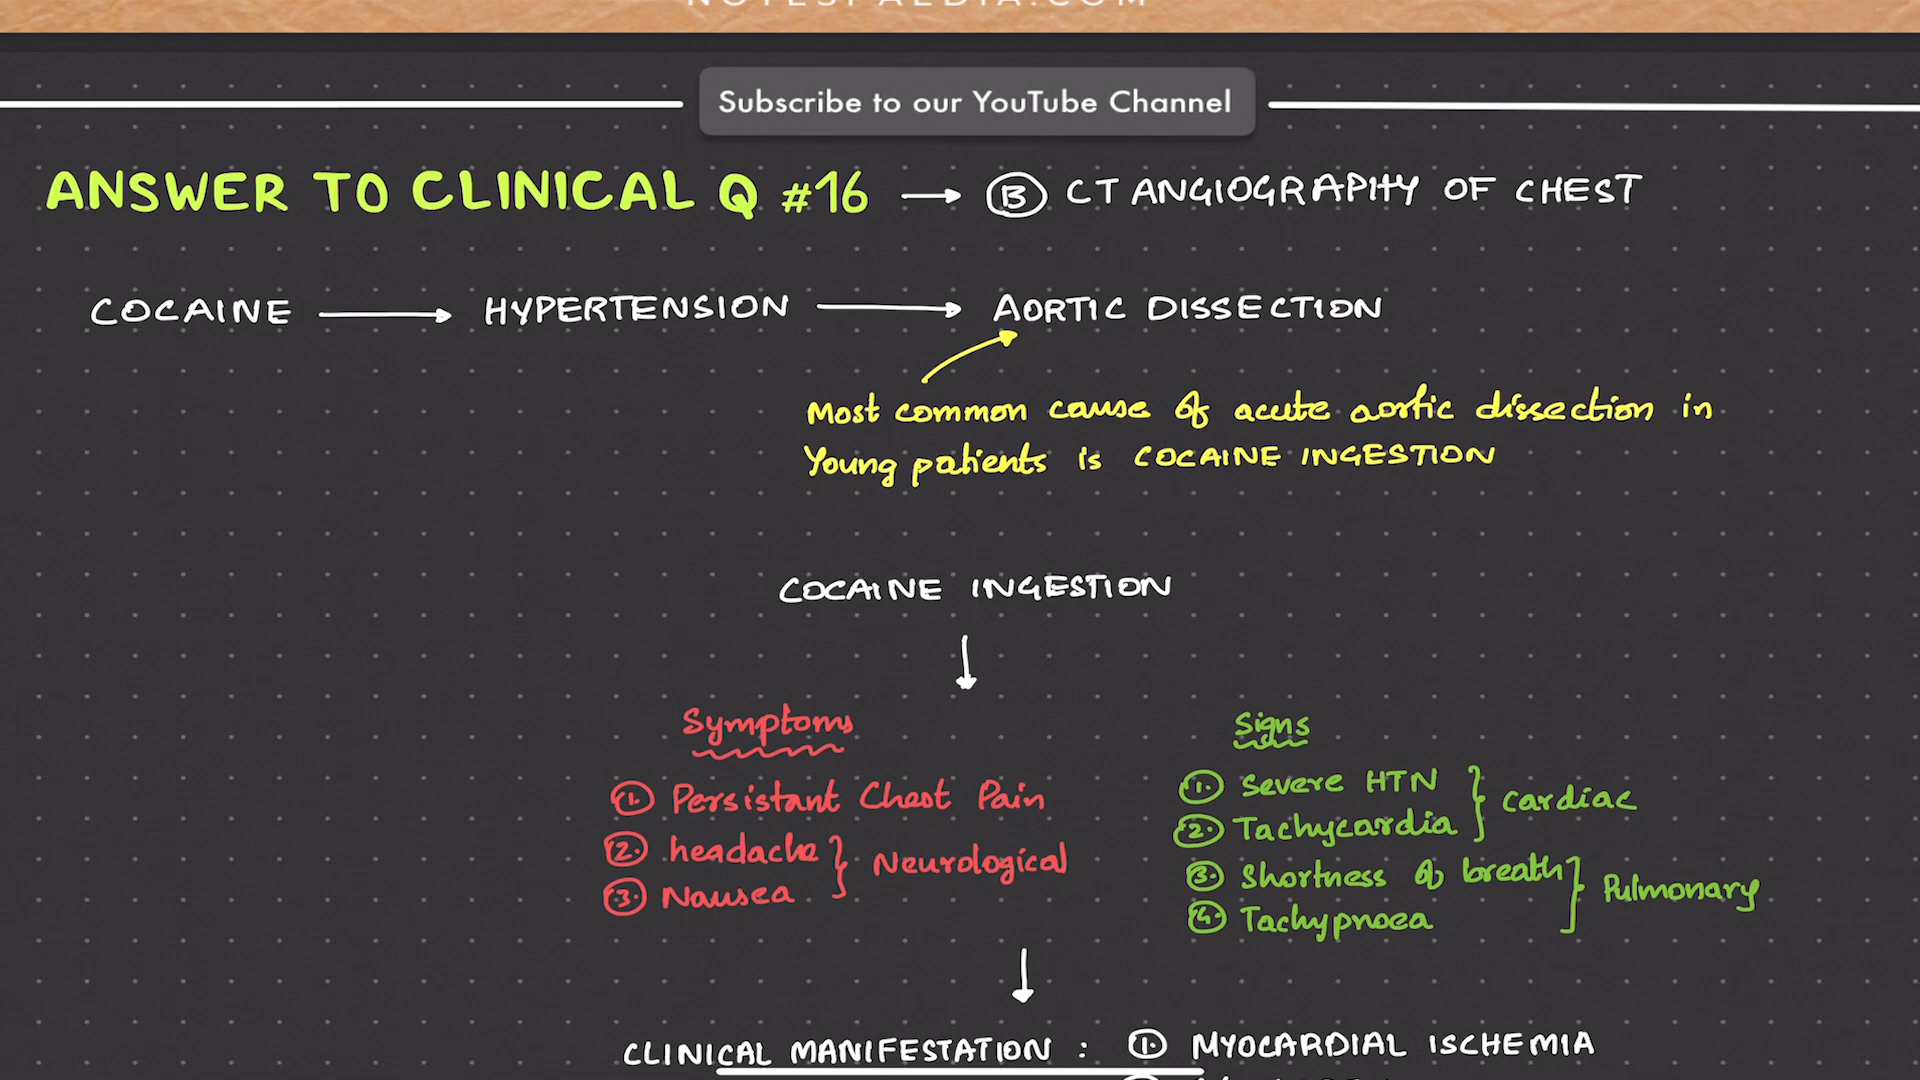 NOTESPAEDIA.COM
Subscribe to our YouTube Channel
ANSWER TO CLINICAL Q #16 → B CT ANGIOGRAPHY OF CHEST
COCAINE → HYPERTENSION → AORTIC DISSECTION
Most common cause of acute aortic dissection in
Young patients is COCAINE INGESTION
COCAINE INGESTION
Symptoms
1. Persistant Chest Pain
2. headache
3. Nausea
Neurological
Signs
1. Severe HTN
2. Tachycardia
Cardiac
3. Shortness of breath
4. Tachypnoea
Pulmonary
CLINICAL MANIFESTATION : 1. MYOCARDIAL ISCHEMIA